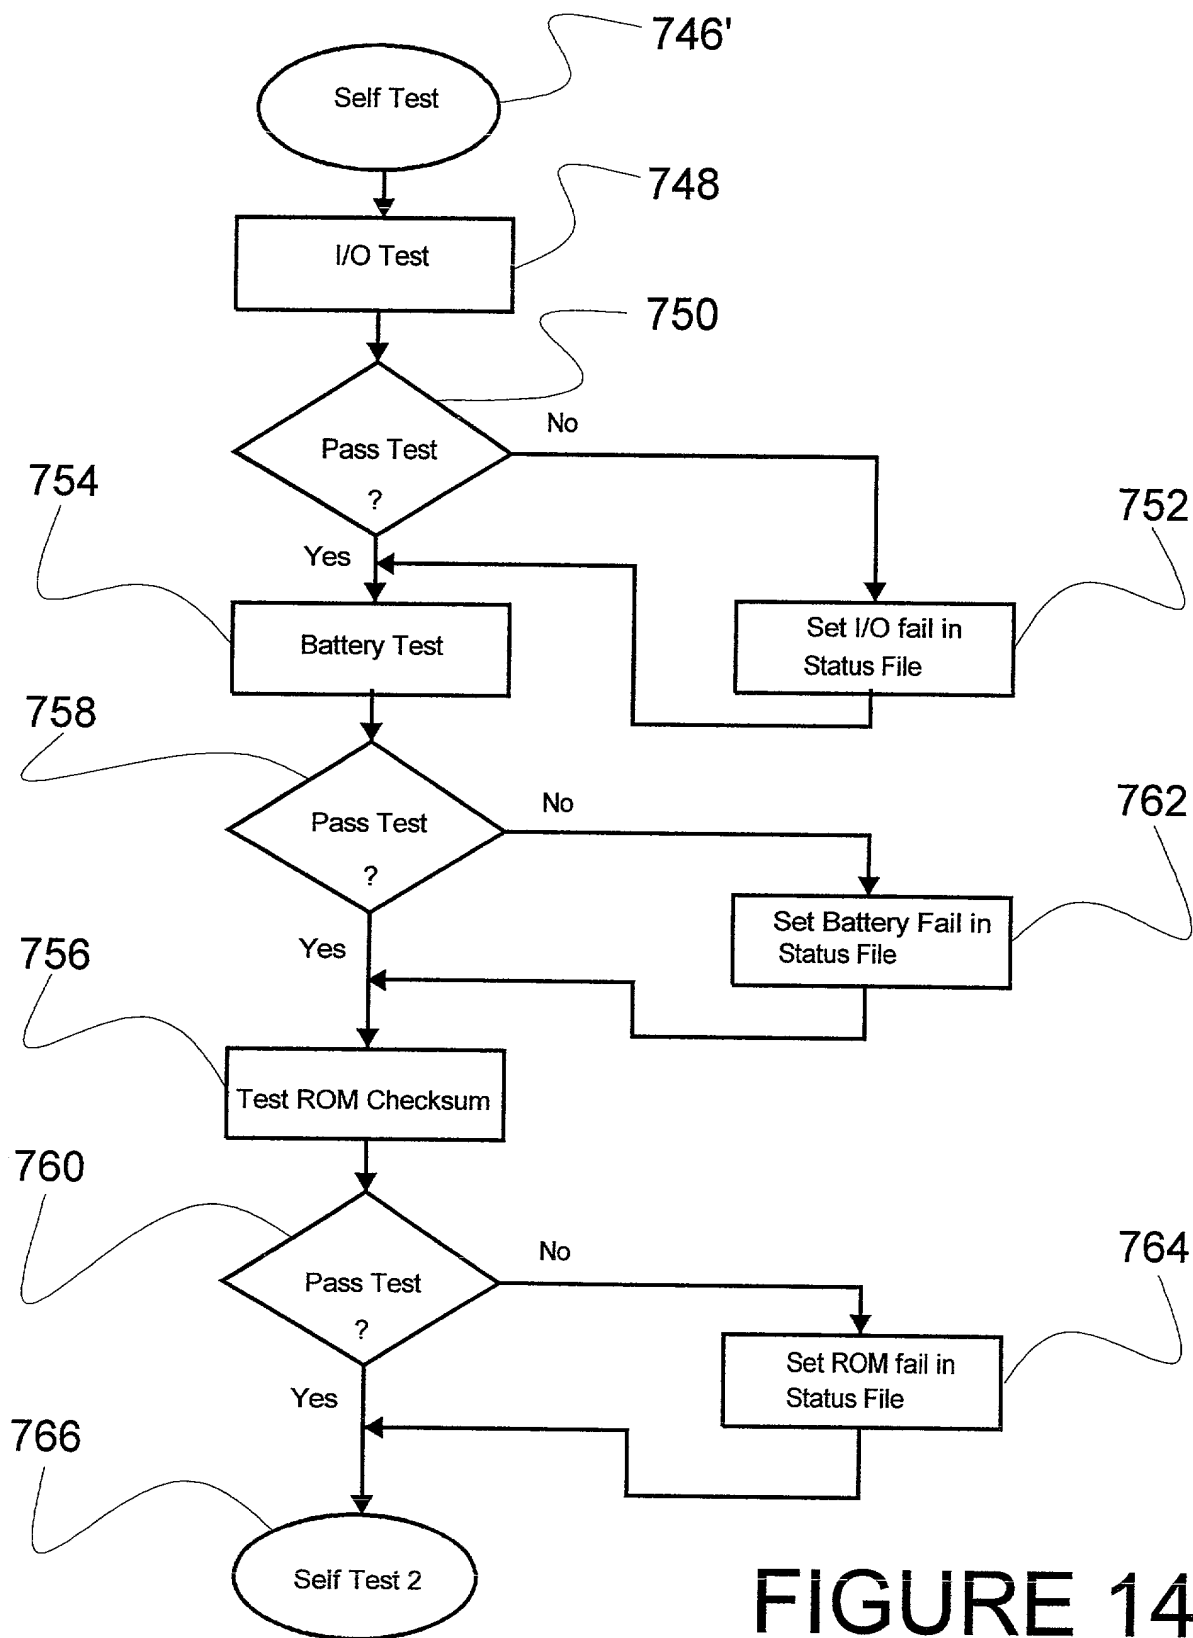 746'
Self Test
748
I/O Test
750
No
Pass Test
?
754
752
Yes
Set I/O fail in
Status File
Battery Test
758
No
762
Pass Test
?
Set Battery Fail in
Status File
Yes
756
Test ROM Checksum
760
No
764
Pass Test
?
Set ROM fail in
Status File
Yes
766
Self Test 2
FIGURE 14